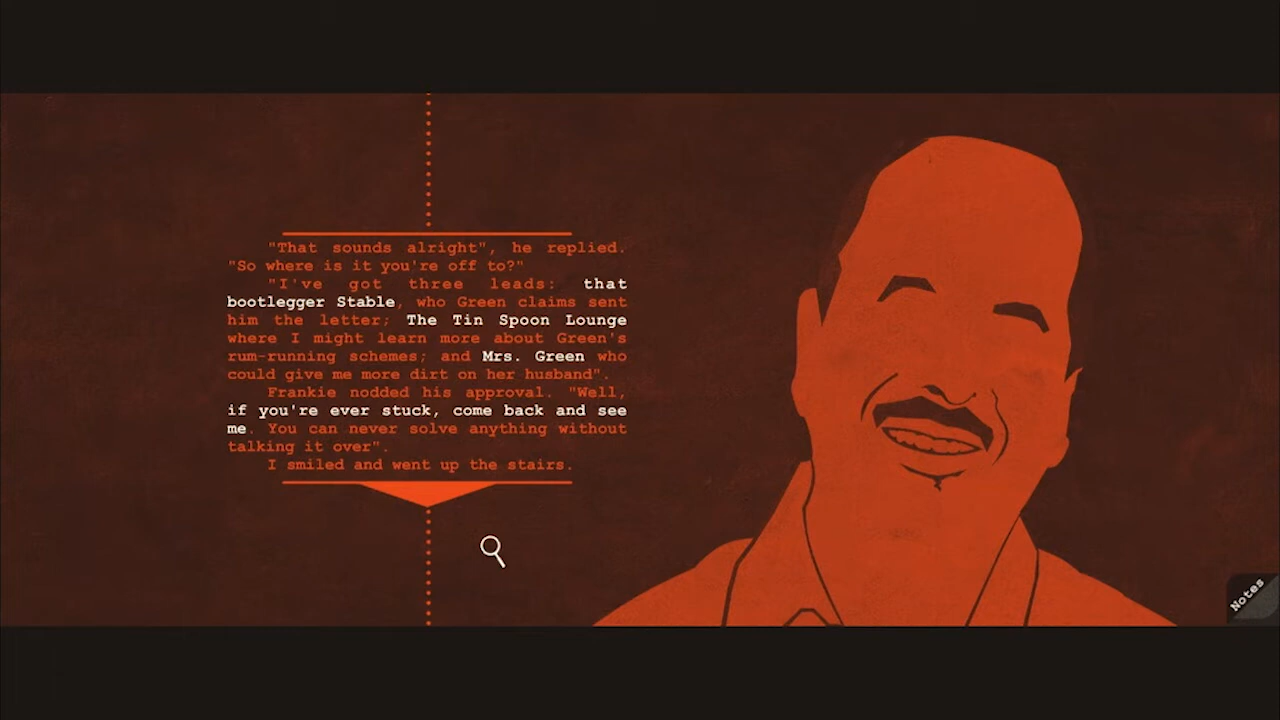 "That sounds alright", he replied.
"So where is it you're off to?"
"I've got three leads: that
bootlegger Stable, who Green claims sent
him the letter; The Tin Spoon Lounge
where I might learn more about Green's
rum-running schemes; and Mrs. Green who
could give me more dirt on her husband".
Frankie nodded his approval. "Well,
if you're ever stuck, come back and see
me. You can never solve anything without
talking it over".
I smiled and went up the stairs.
Notes